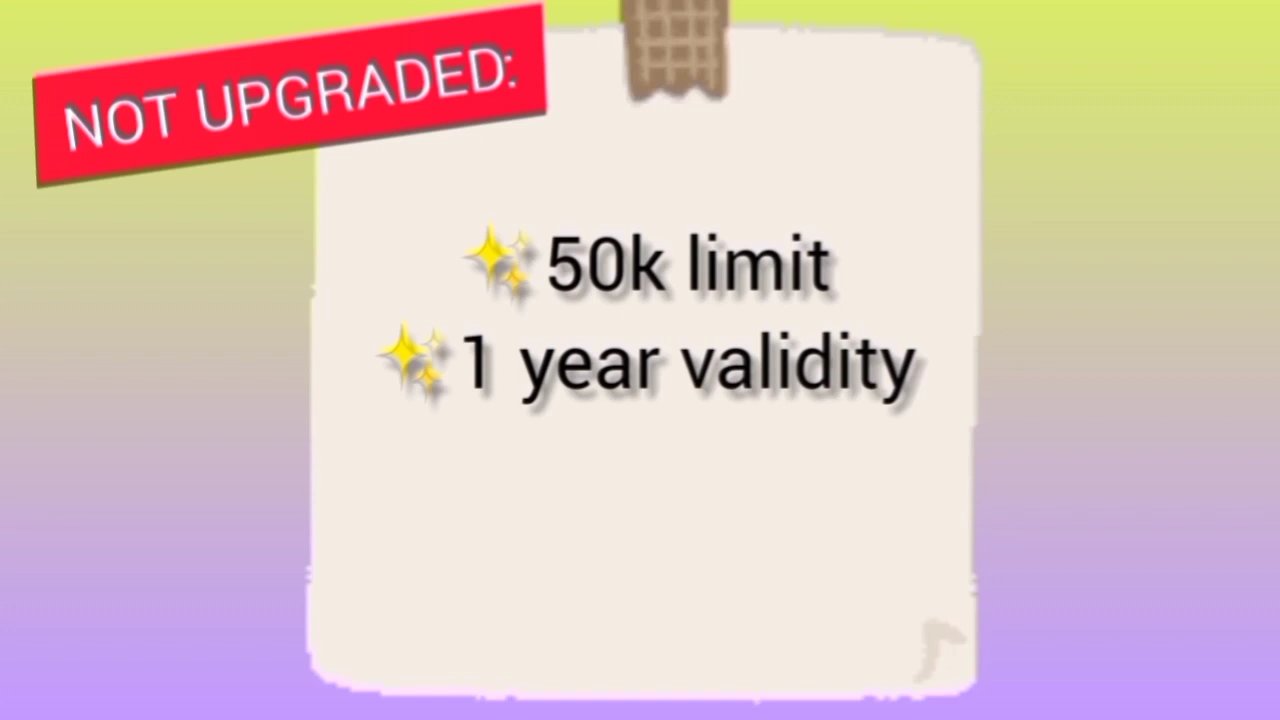 NOT UPGRADED:
✨50k limit
✨1 year validity